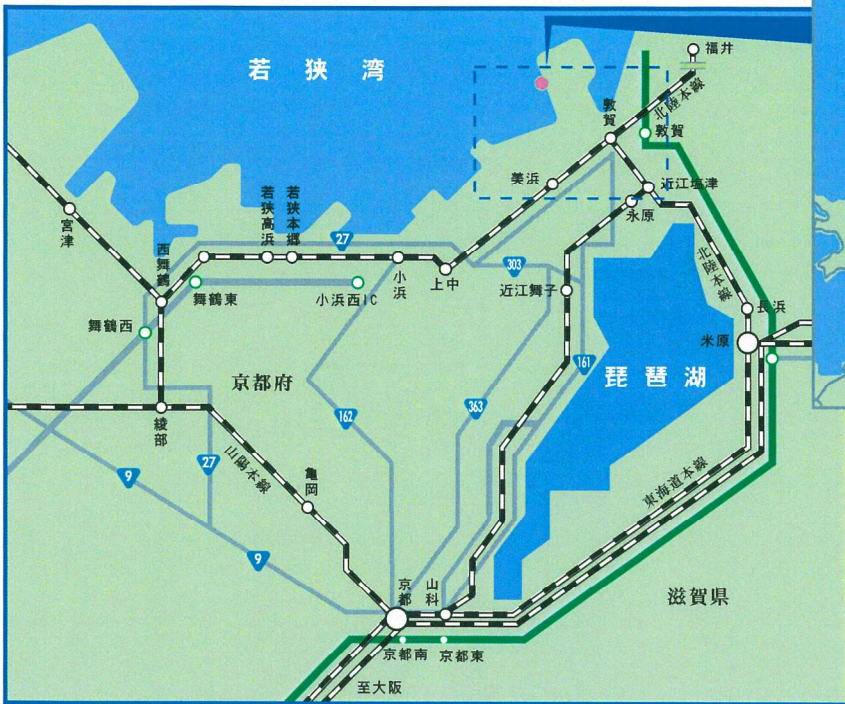 若狭湾
福井
北陸本線
敦賀
敦賀
美浜
近江塩津
永原
宮津
若狭高浜
若狭本郷
27
西舞鶴
小浜
上中
303
北陸本線
舞鶴東
小浜西IC
近江舞子
長浜
舞鶴西
米原
京都府
161
琵琶湖
162
363
綾部
山陽本線
27
9
亀岡
東海道本線
9
京都
山科
滋賀県
京都南
京都東
至大阪